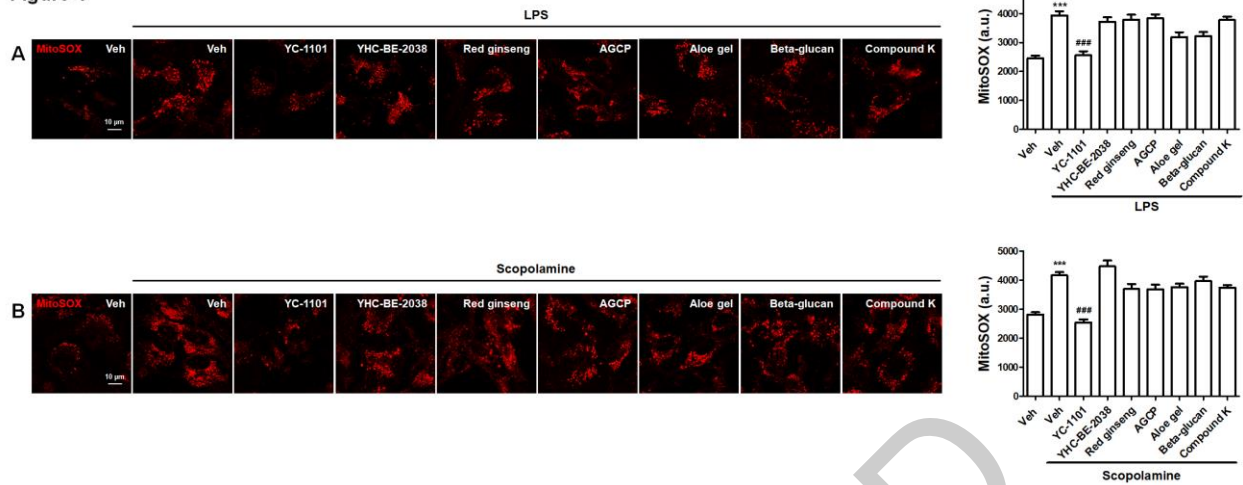 LPS
A
MitoSOX Veh
Veh
YC-1101
YHC-BE-2038
Red ginseng
AGCP
Aloe gel
Beta-glucan
Compound K
10 µm
MitoSOX (a.u.)
4000
3000
2000
1000
0
***
###
Veh
Veh
YC-1101
YHC-BE-2038
Red ginseng
AGCP
Aloe gel
Beta-glucan
Compound K
LPS
Scopolamine
B
MitoSOX Veh
Veh
YC-1101
YHC-BE-2038
Red ginseng
AGCP
Aloe gel
Beta-glucan
Compound K
10 µm
MitoSOX (a.u.)
5000
4000
3000
2000
1000
0
***
###
Veh
Veh
YC-1101
YHC-BE-2038
Red ginseng
AGCP
Aloe gel
Beta-glucan
Compound K
Scopolamine